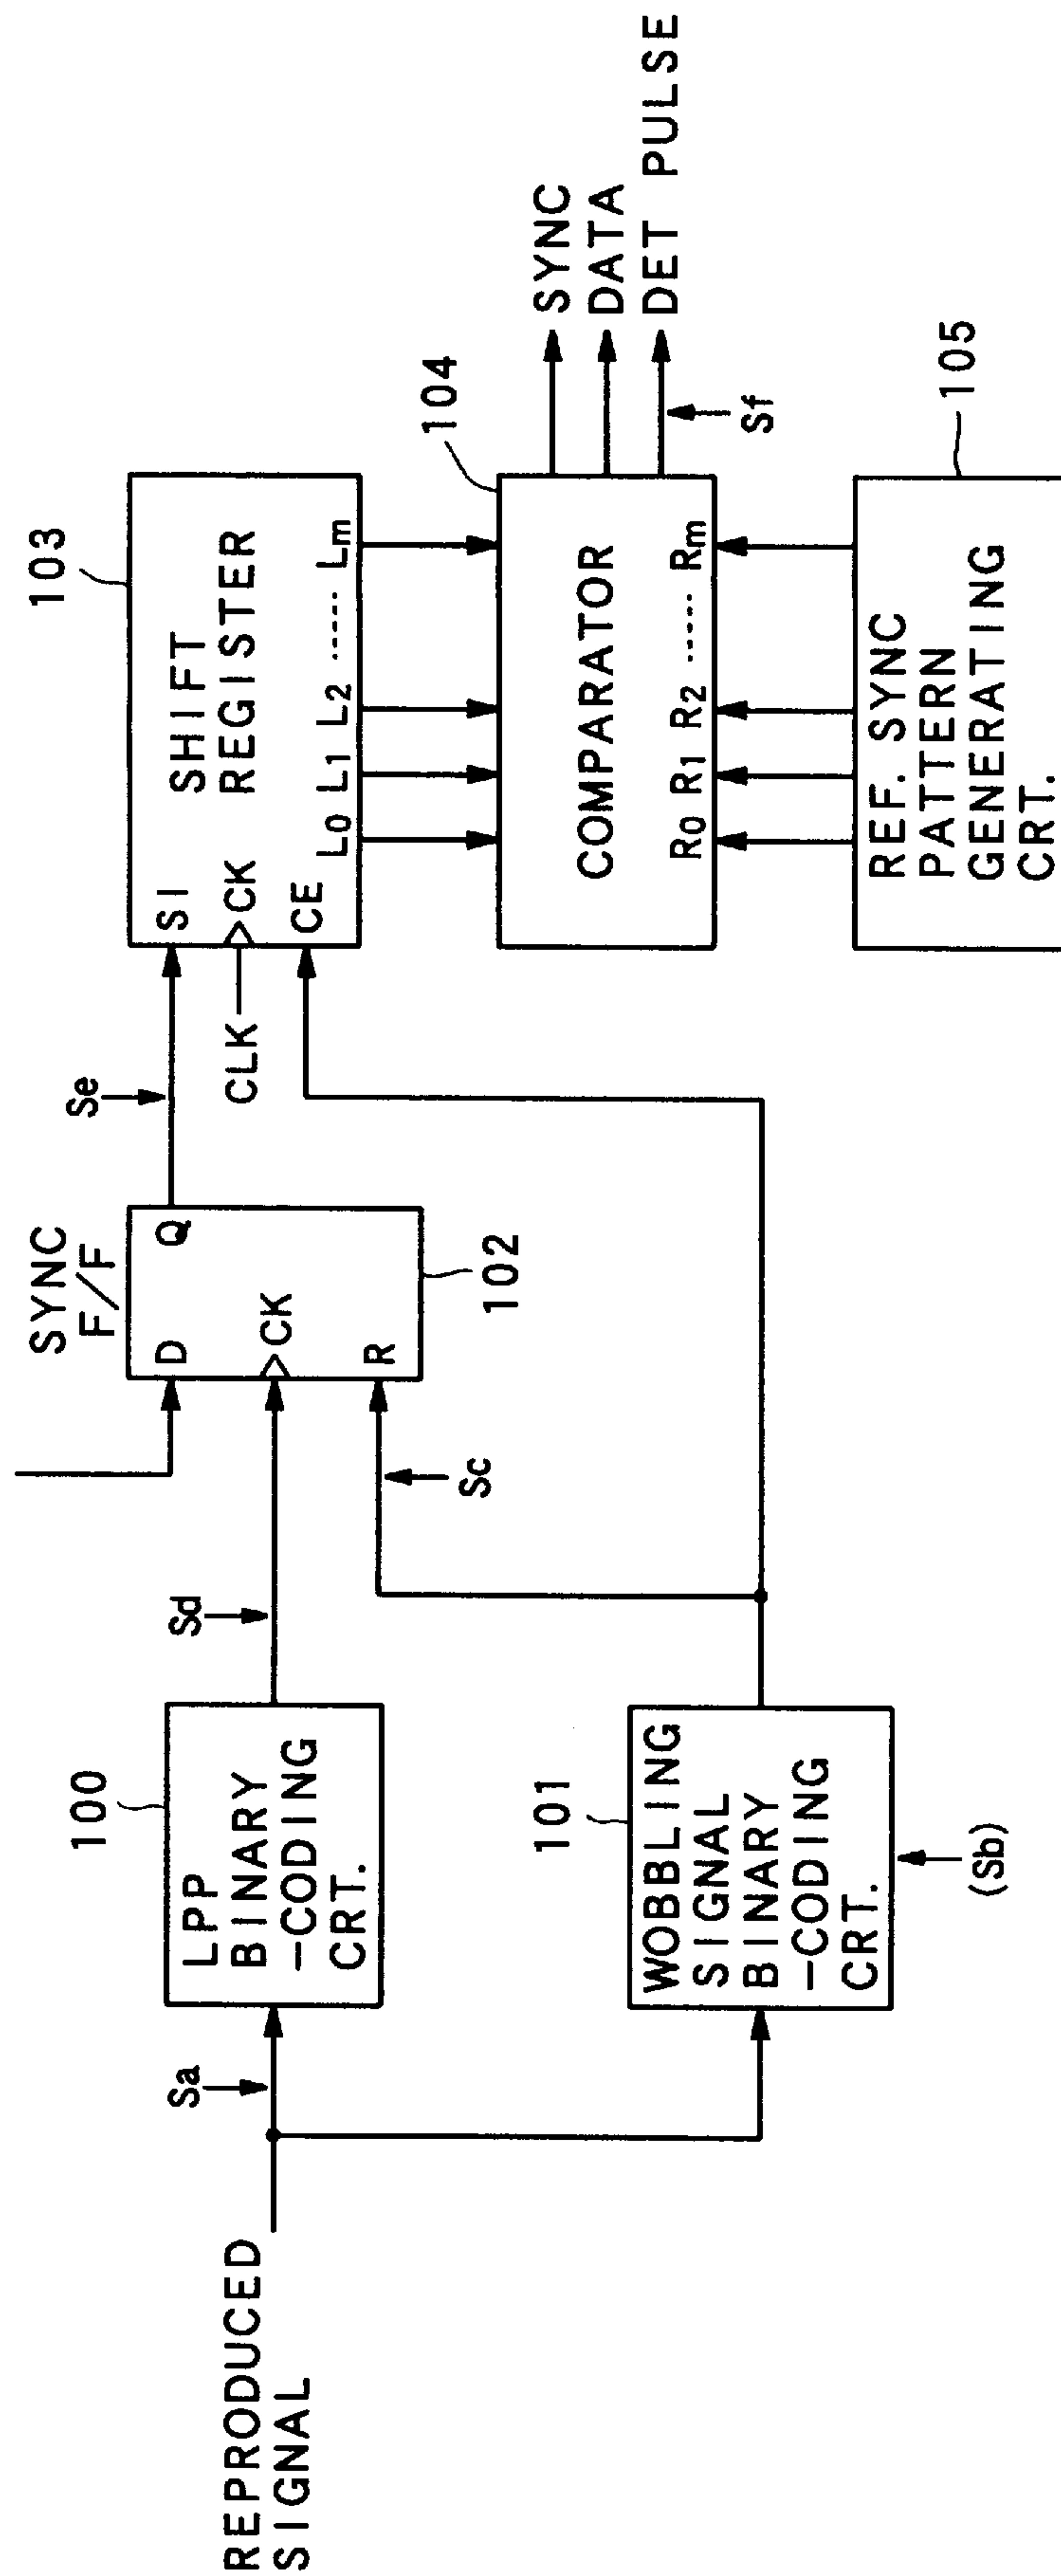 REPRODUCED
SIGNAL
Sa
100
LPP
BINARY
-CODING
CRT.
101
WOBBLING
SIGNAL
BINARY
-CODING
CRT.
(Sb)
Sd
Sc
SYNC
F/F
D
Q
CK
R
102
Se
CLK
103
SI
CK
CE
SHIFT
REGISTER
L0 L1 L2 ····· Lm
104
COMPARATOR
R0 R1 R2 ····· Rm
SYNC
DATA
DET PULSE
Sf
105
REF. SYNC
PATTERN
GENERATING
CRT.